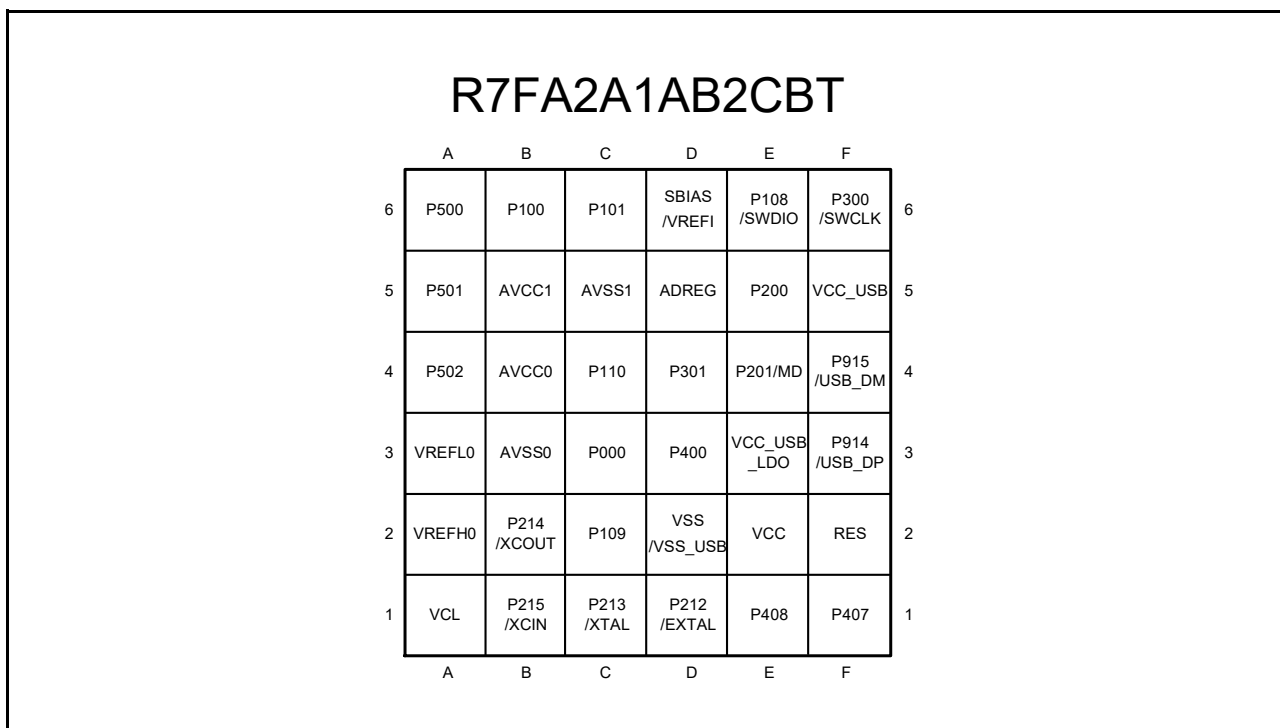 R7FA2A1AB2CBT
A B C D E F
6 P500 P100 P101 SBIAS /VREFI P108 /SWDIO P300 /SWCLK 6
5 P501 AVCC1 AVSS1 ADREG P200 VCC_USB 5
4 P502 AVCC0 P110 P301 P201/MD P915 /USB_DM 4
3 VREFL0 AVSS0 P000 P400 VCC_USB _LDO P914 /USB_DP 3
2 VREFH0 P214 /XCOUT P109 VSS /VSS_USB VCC RES 2
1 VCL P215 /XCIN P213 /XTAL P212 /EXTAL P408 P407 1
A B C D E F